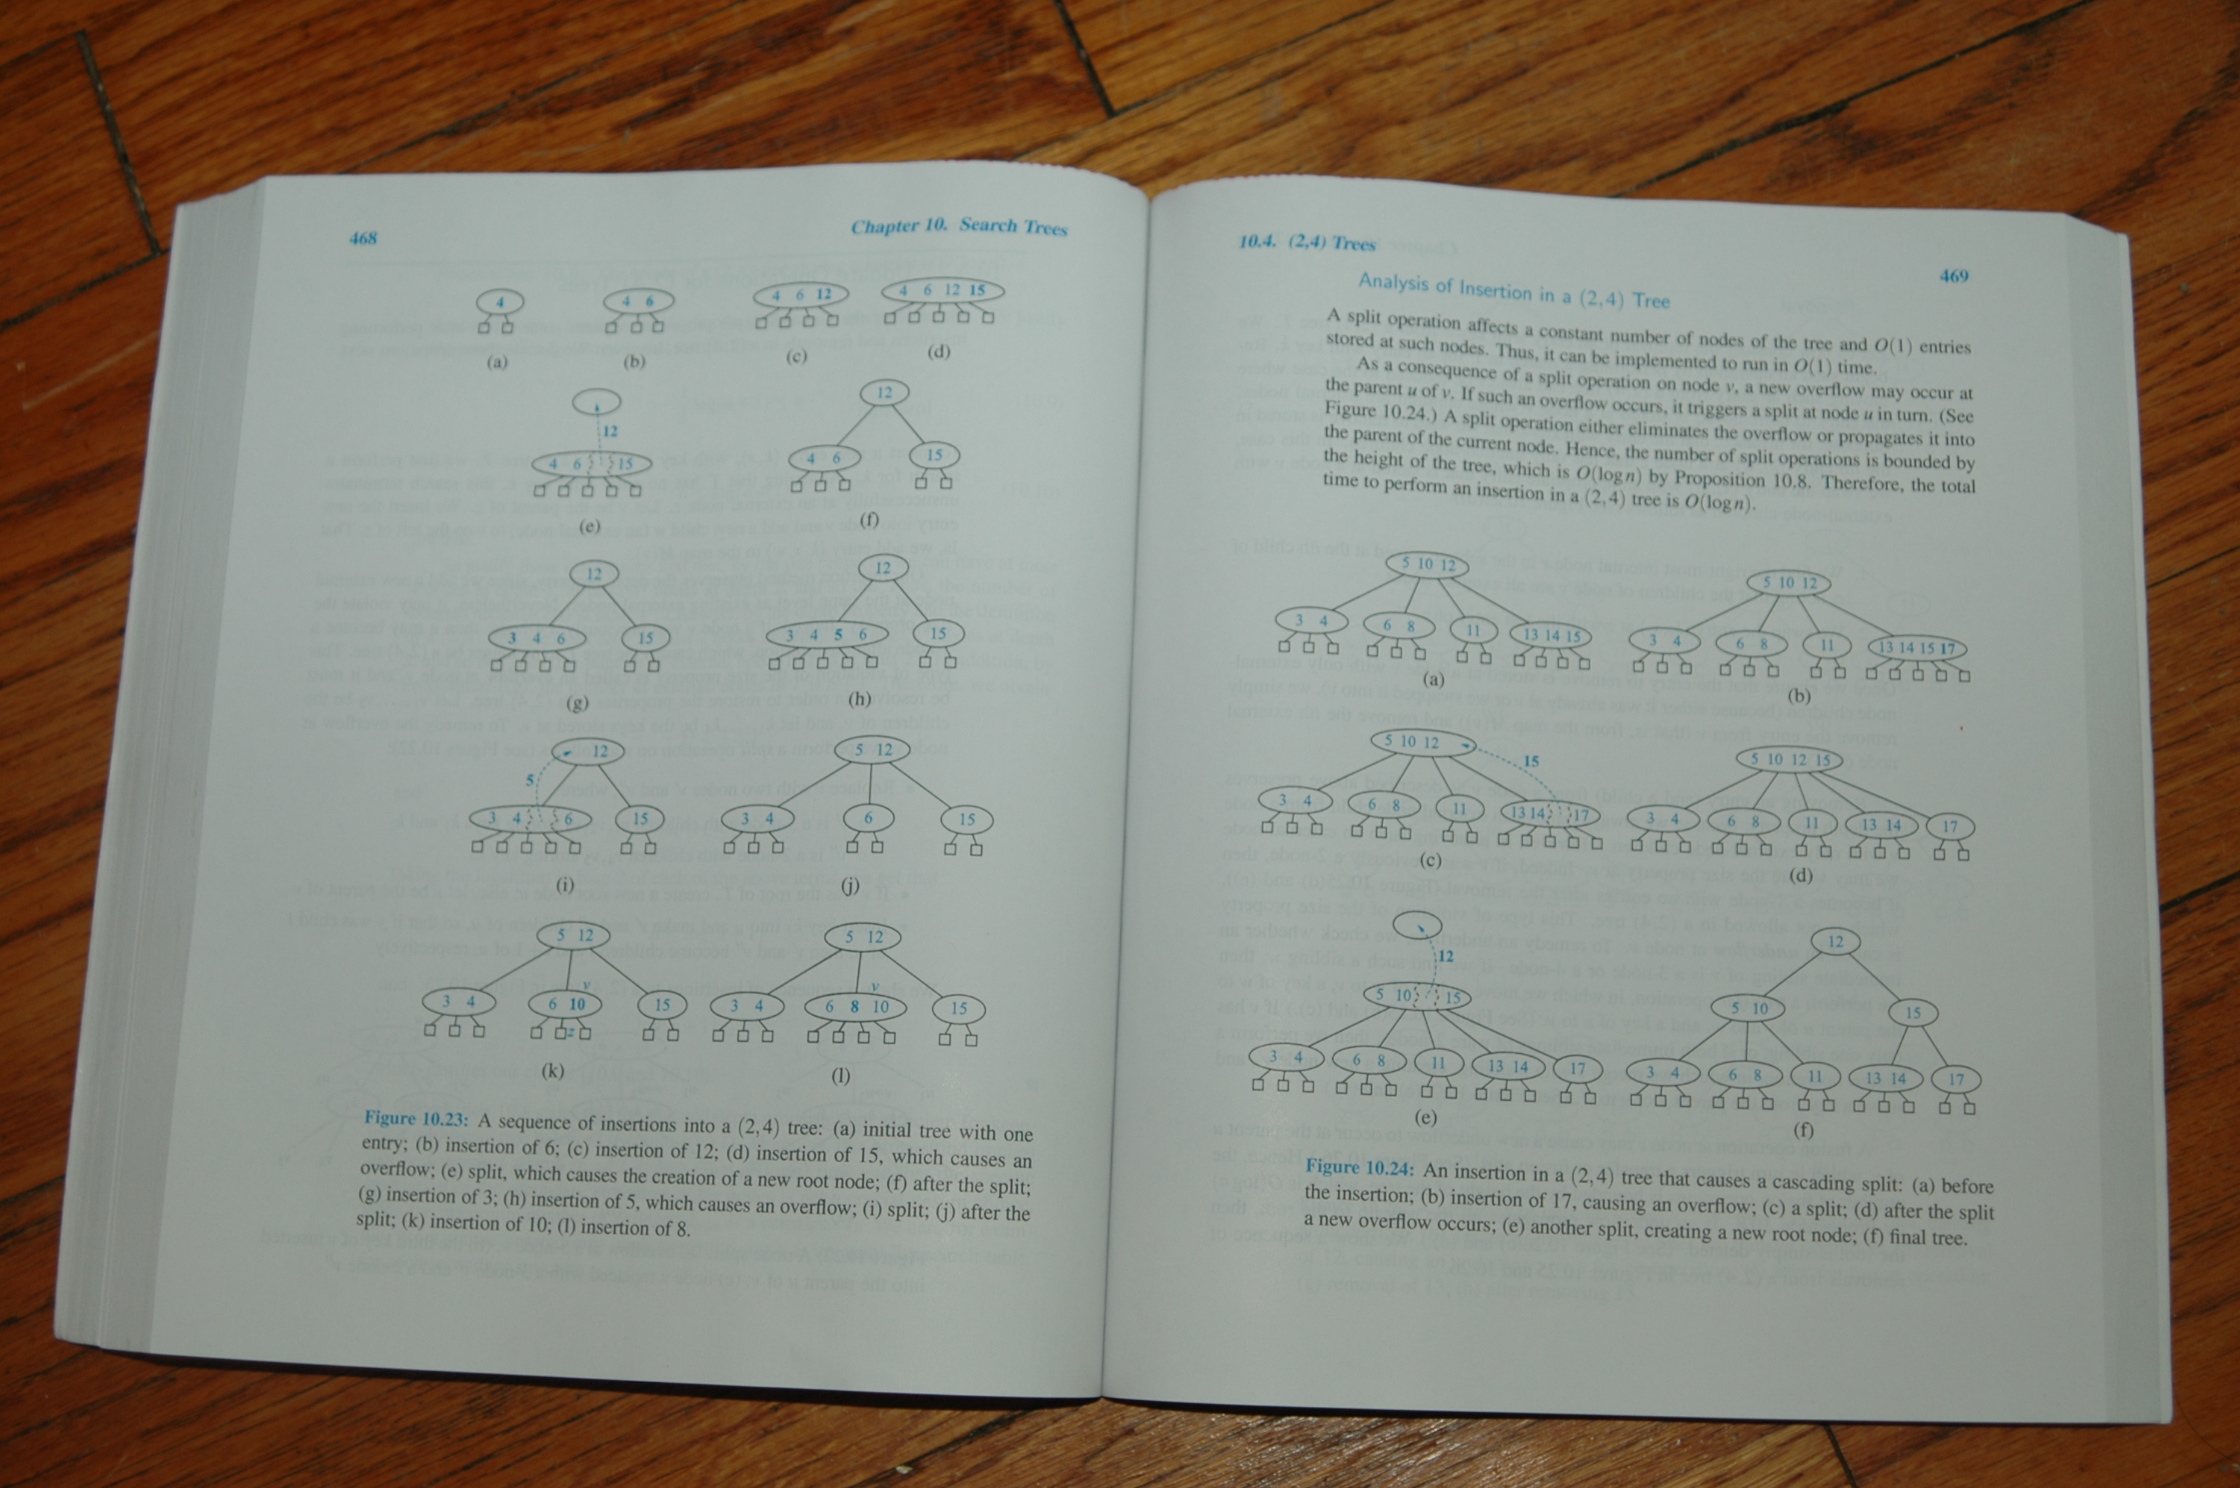 468
Chapter 10. Search Trees
4
4 6
4 6 12
4 6 12 15
(a)
(b)
(c)
(d)
12
4 6 15
12
4 6
15
(e)
(f)
12
3 4 6
15
12
3 4 5 6
15
(g)
(h)
12
5
3 4 6
15
5 12
3 4
6
15
(i)
(j)
5 12
v
3 4
6 10
15
z
5 12
v
3 4
6 8 10
15
(k)
(l)
Figure 10.23: A sequence of insertions into a (2,4) tree: (a) initial tree with one
entry; (b) insertion of 6; (c) insertion of 12; (d) insertion of 15, which causes an
overflow; (e) split, which causes the creation of a new root node; (f) after the split;
(g) insertion of 3; (h) insertion of 5, which causes an overflow; (i) split; (j) after the
split; (k) insertion of 10; (l) insertion of 8.
10.4. (2,4) Trees
469
Analysis of Insertion in a (2,4) Tree
A split operation affects a constant number of nodes of the tree and O(1) entries
stored at such nodes. Thus, it can be implemented to run in O(1) time.
As a consequence of a split operation on node v, a new overflow may occur at
the parent u of v. If such an overflow occurs, it triggers a split at node u in turn. (See
Figure 10.24.) A split operation either eliminates the overflow or propagates it into
the parent of the current node. Hence, the number of split operations is bounded by
the height of the tree, which is O(log n) by Proposition 10.8. Therefore, the total
time to perform an insertion in a (2,4) tree is O(log n).
5 10 12
3 4
6 8
11
13 14 15
5 10 12
3 4
6 8
11
13 14 15 17
(a)
(b)
5 10 12
15
3 4
6 8
11
13 14 17
5 10 12 15
3 4
6 8
11
13 14
17
(c)
(d)
12
5 10 15
3 4
6 8
11
13 14
17
12
5 10
15
3 4
6 8
11
13 14
17
(e)
(f)
Figure 10.24: An insertion in a (2,4) tree that causes a cascading split: (a) before
the insertion; (b) insertion of 17, causing an overflow; (c) a split; (d) after the split
a new overflow occurs; (e) another split, creating a new root node; (f) final tree.